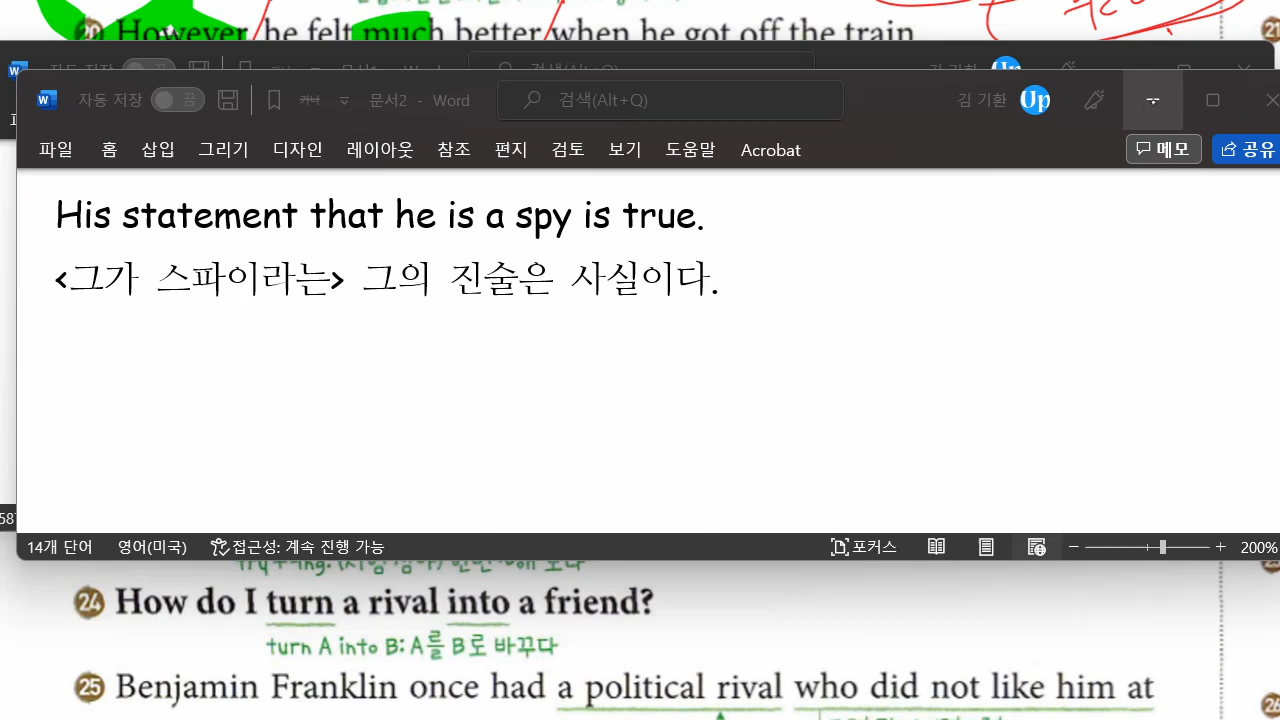 20 However he felt much better when he got off the train
21
자동 저장 끔 문서2 - Word 검색(Alt+Q) 김 기환 Up
파일 홈 삽입 그리기 디자인 레이아웃 참조 편지 검토 보기 도움말 Acrobat 메모 공유
His statement that he is a spy is true.
<그가 스파이라는> 그의 진술은 사실이다.
14개 단어 영어(미국) 접근성: 계속 진행 가능 포커스 200%
24 How do I turn a rival into a friend?
turn A into B: A를 B로 바꾸다
25 Benjamin Franklin once had a political rival who did not like him at